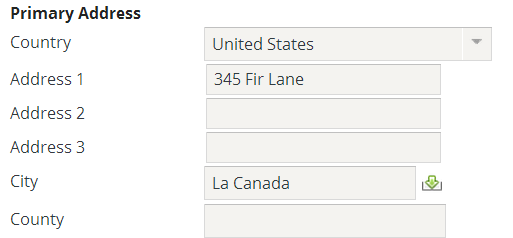 Primary Address
Country United States
Address 1 345 Fir Lane
Address 2
Address 3
City La Canada
County